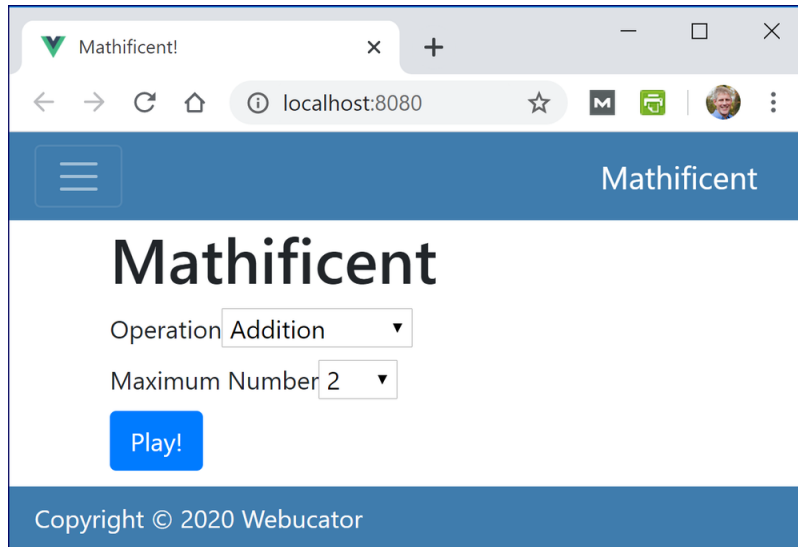 Mathificent!
localhost:8080
Mathificent
Mathificent
Operation Addition
Maximum Number 2
Play!
Copyright © 2020 Webucator